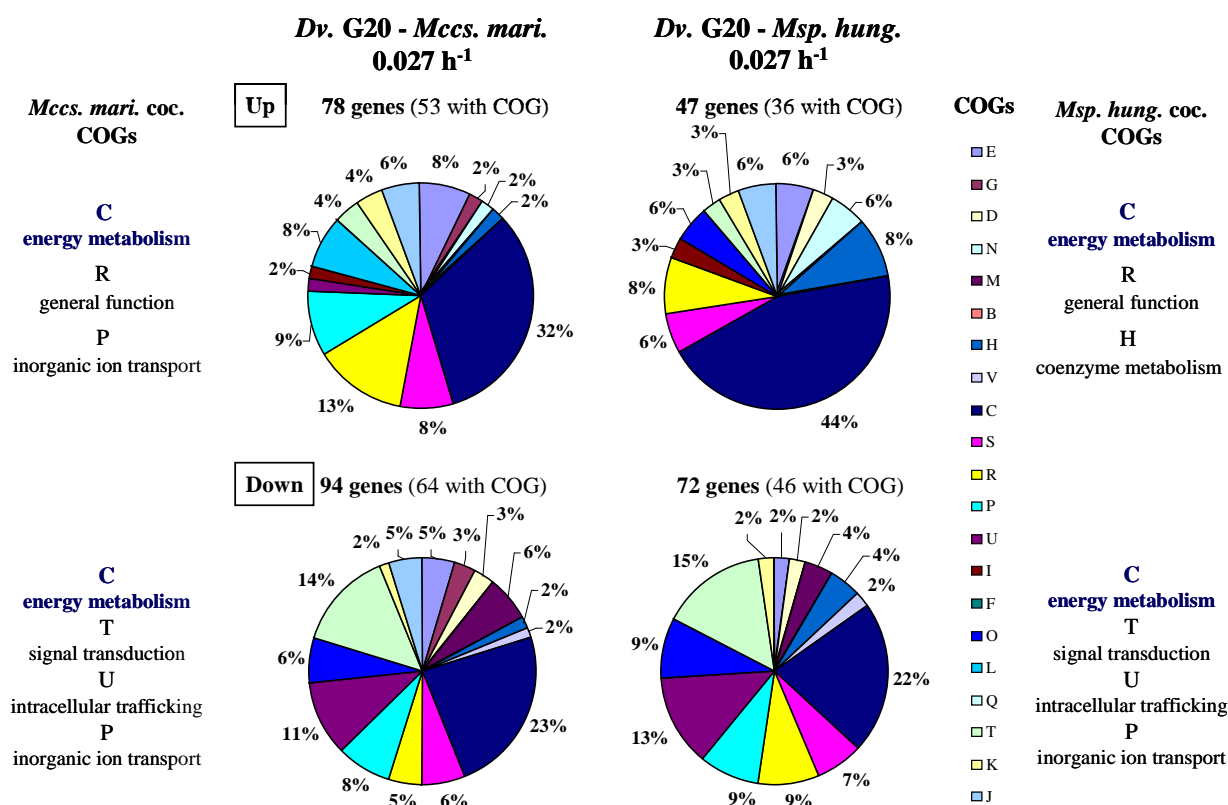 Dv. G20 - Mccs. mari.
0.027 h-1
Dv. G20 - Msp. hung.
0.027 h-1
Mccs. mari. coc.
COGs
Up
78 genes (53 with COG)
47 genes (36 with COG)
COGs
Msp. hung. coc.
COGs
C
energy metabolism
R
general function
P
inorganic ion transport
4%
6%
8%
2%
2%
2%
4%
8%
2%
9%
13%
8%
32%
3%
6%
6%
3%
3%
6%
6%
8%
3%
8%
6%
44%
E
G
D
N
M
B
H
V
C
S
R
P
U
I
F
O
L
Q
T
K
J
C
energy metabolism
R
general function
H
coenzyme metabolism
Down
94 genes (64 with COG)
72 genes (46 with COG)
C
energy metabolism
T
signal transduction
U
intracellular trafficking
P
inorganic ion transport
2%
5%
5%
3%
3%
6%
2%
2%
14%
6%
11%
8%
5%
6%
23%
2%
2%
2%
4%
4%
2%
15%
9%
13%
9%
9%
7%
22%
C
energy metabolism
T
signal transduction
U
intracellular trafficking
P
inorganic ion transport